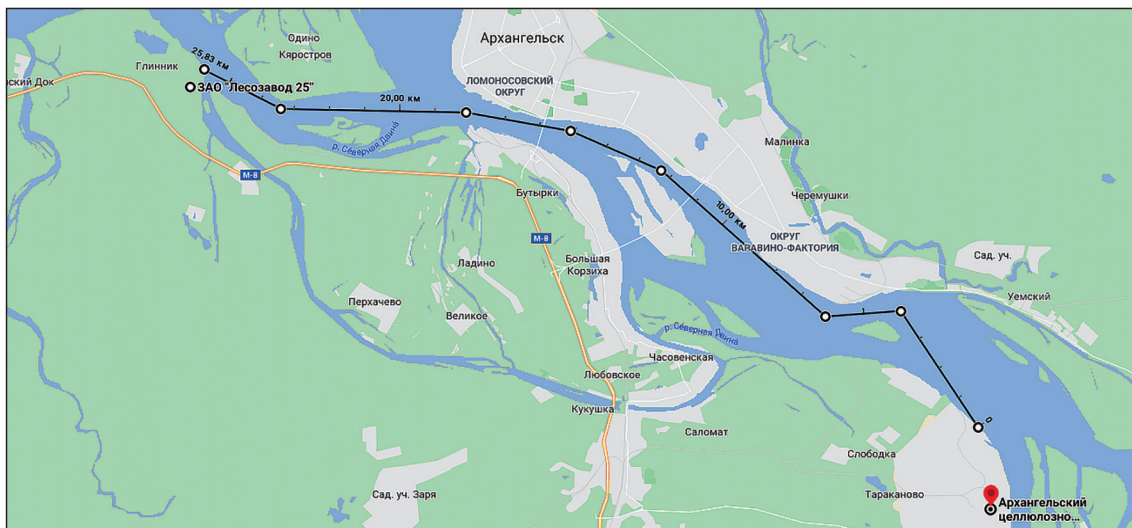 Одино
Кяростров
Архангельск
25,83 км
Глинник
ЗАО "Лесозавод 25"
ский Док
20,00 км
ЛОМОНОСОВСКИЙ
ОКРУГ
р. Северная Двина
Малинка
М-8
Бутырки
Черемушки
10,00 км
ОКРУГ
ВАРАВИНО-ФАКТОРИЯ
М-8
Большая
Корзиха
Ладино
Сад. уч.
Перхачево
Великое
Уемский
р. Северная Двина
Часовенская
Любовское
Кукушка
0
Саломат
Слободка
Сад. уч. Заря
Тараканово
Архангельский
целлюлозно...